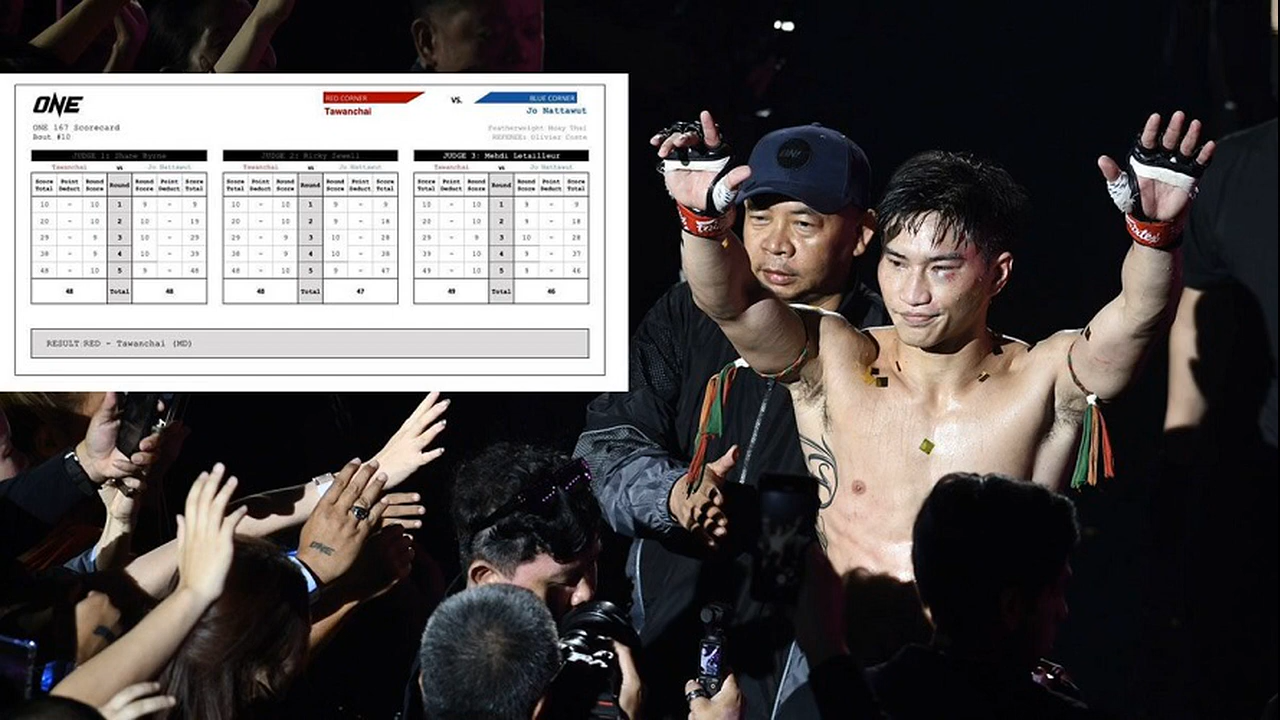 ONE
RED CORNER VS. BLUE CORNER
Tawanchai Jo Nattawut
ONE 167 Scorecard Featherweight Muay Thai
Bout #10 REFEREE: Olivier Coste
JUDGE 1: Shane Byrne
Tawanchai vs Jo Nattawut
Score Total Point Deduct Round Score Round Round Score Point Deduct Score Total
10 - 10 1 9 - 9
20 - 10 2 10 - 19
29 - 9 3 10 - 29
38 - 9 4 10 - 39
48 - 10 5 9 - 48
48 Total 48
JUDGE 2: Ricky Sewell
Tawanchai vs Jo Nattawut
Score Total Point Deduct Round Score Round Round Score Point Deduct Score Total
10 - 10 1 9 - 9
20 - 10 2 9 - 18
29 - 9 3 10 - 28
38 - 9 4 10 - 38
48 - 10 5 9 - 47
48 Total 47
JUDGE 3: Mehdi Letailleur
Tawanchai vs Jo Nattawut
Score Total Point Deduct Round Score Round Round Score Point Deduct Score Total
10 - 10 1 9 - 9
20 - 10 2 9 - 18
29 - 9 3 10 - 28
39 - 10 4 9 - 37
49 - 10 5 9 - 46
49 Total 46
RESULT:RED - Tawanchai (MD)
ONE
Fairtex